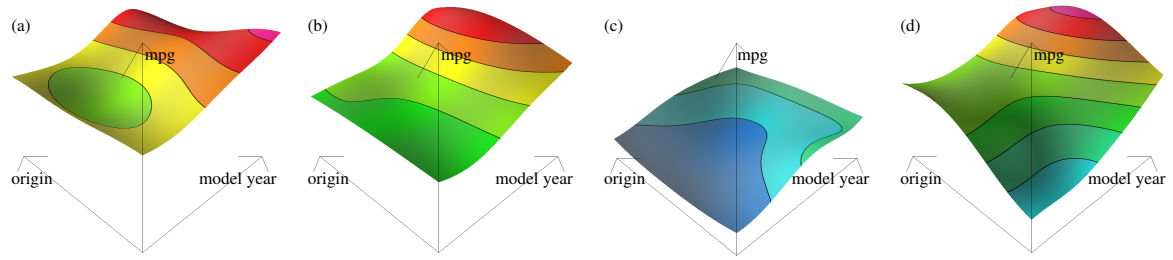 (a)
mpg
origin
model year
(b)
mpg
origin
model year
(c)
mpg
origin
model year
(d)
mpg
origin
model year